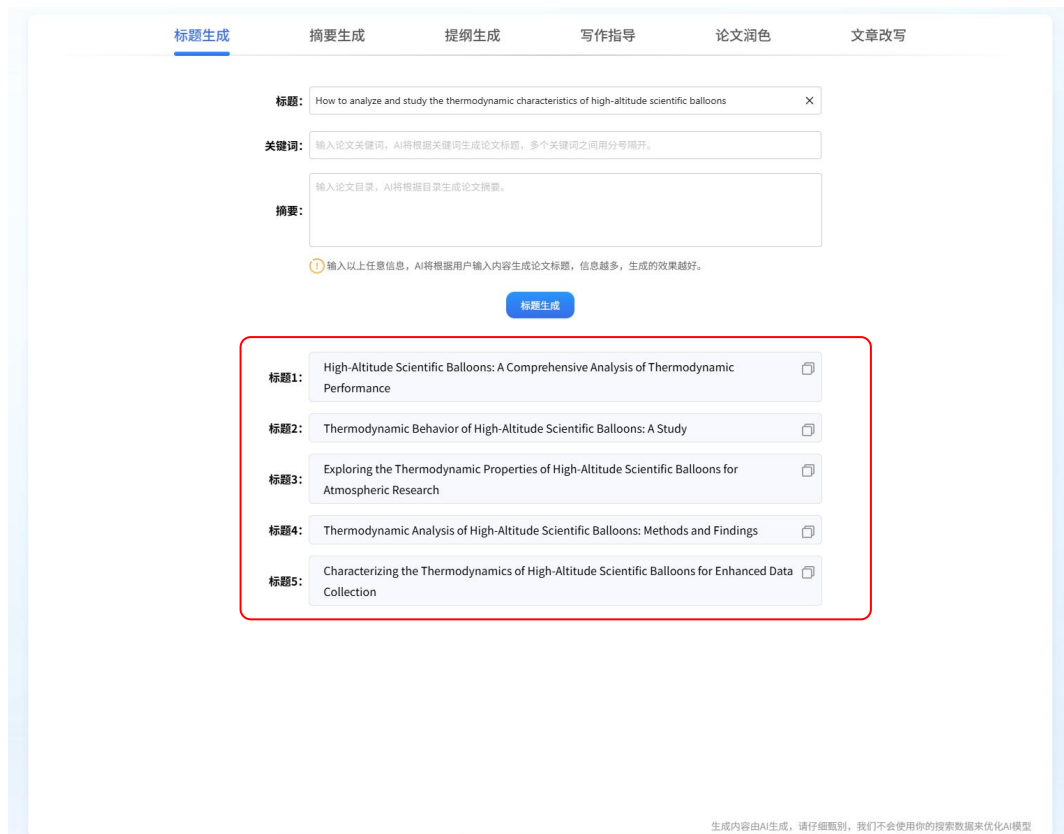 标题生成 摘要生成 提纲生成 写作指导 论文润色 文章改写
标题： How to analyze and study the thermodynamic characteristics of high-altitude scientific balloons
关键词： 输入论文关健词，AI将根据关健词生成论文标题，多个关健词之间用分号隔开。
输入论文目录，AI将根据目录生成论文摘要。
摘要：
输入以上任意信息，AI将根据用户输入内容生成论文标题，信息越多，生成的效果越好。
标题生成
标题1： High-Altitude Scientific Balloons: A Comprehensive Analysis of Thermodynamic
Performance
标题2： Thermodynamic Behavior of High-Altitude Scientific Balloons: A Study
标题3： Exploring the Thermodynamic Properties of High-Altitude Scientific Balloons for
Atmospheric Research
标题4： Thermodynamic Analysis of High-Altitude Scientific Balloons: Methods and Findings
标题5： Characterizing the Thermodynamics of High-Altitude Scientific Balloons for Enhanced Data
Collection
生成内容由AI生成，请仔细甄别，我们不会使用你的搜索数据来优化AI模型